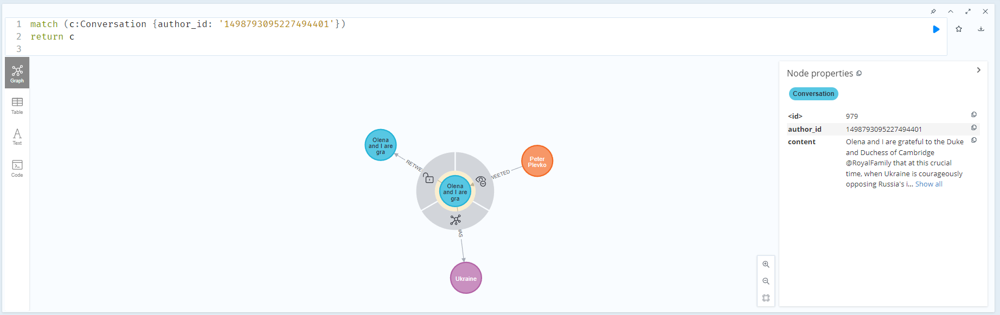 1 match (c:Conversation {author_id: '1498793095227494401'})
2 return c
3
Graph
Table
Text
Code
Olena
and I are
gra
RETWE
Olena
and I are
gra
WEETED
Peter
Plevko
HAS
Ukraine
Node properties
Conversation
<id> 979
author_id 1498793095227494401
content Olena and I are grateful to the Duke
and Duchess of Cambridge
@RoyalFamily that at this crucial
time, when Ukraine is courageously
opposing Russia's i... Show all